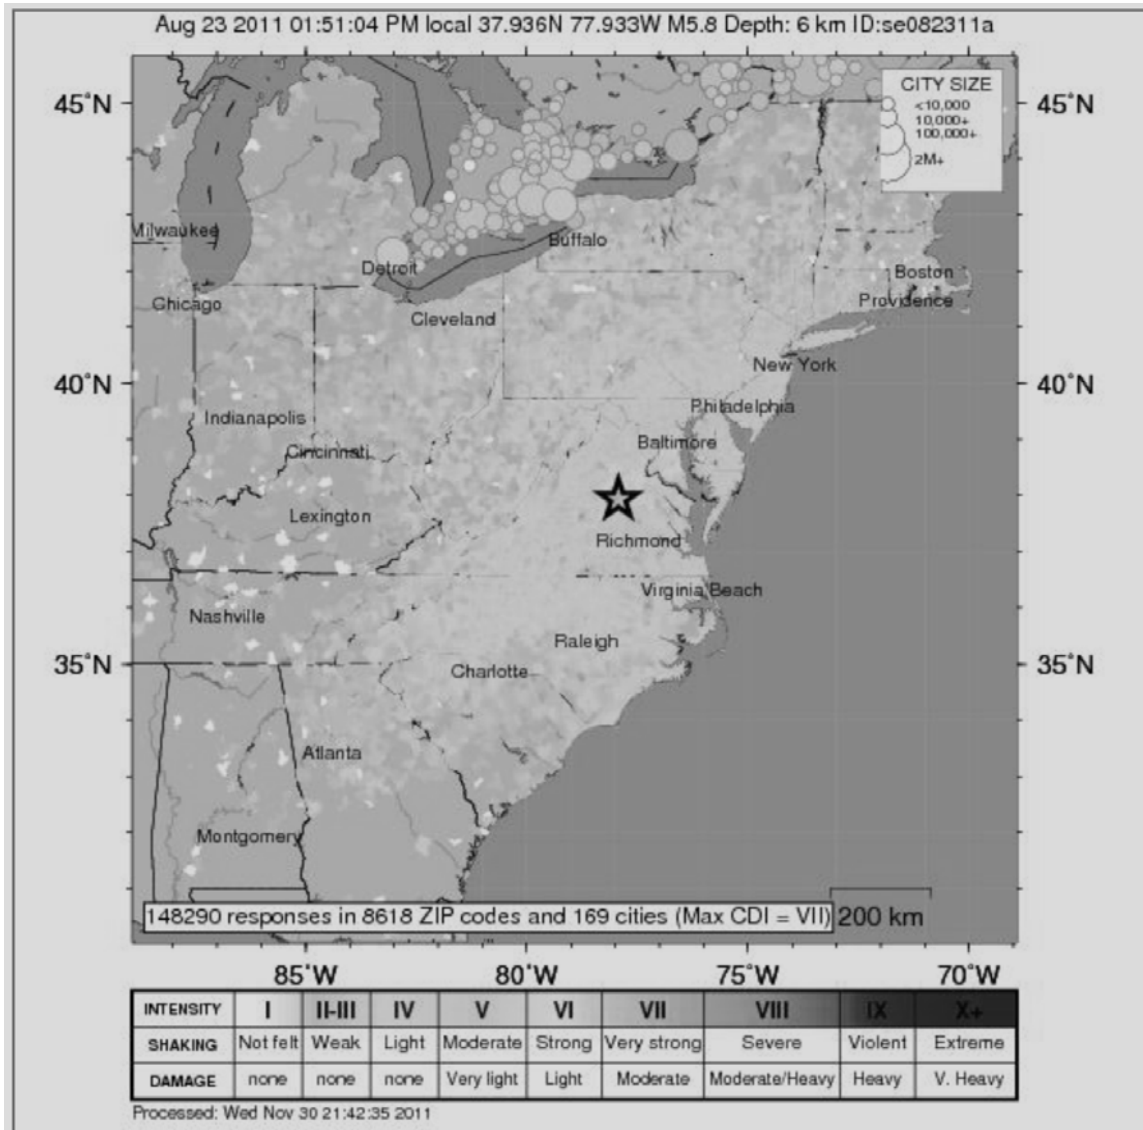 Aug 23 2011 01:51:04 PM local 37.936N 77.933W M5.8 Depth: 6 km ID:se082311a
CITY SIZE
<10,000
10,000+
100,000+
2M+
45˚N
45˚N
Milwaukee
Buffalo
Detroit
Boston
Chicago
Providence
Cleveland
New York
40˚N
40˚N
Philadelphia
Indianapolis
Baltimore
Cincinnati
Lexington
Richmond
Virginia Beach
Nashville
Raleigh
35˚N
35˚N
Charlotte
Atlanta
Montgomery
148290 responses in 8618 ZIP codes and 169 cities (Max CDI = VII)
200 km
85˚W 80˚W 75˚W 70˚W
INTENSITY I II-III IV V VI VII VIII IX X+
SHAKING Not felt Weak Light Moderate Strong Very strong Severe Violent Extreme
DAMAGE none none none Very light Light Moderate Moderate/Heavy Heavy V. Heavy
Processed: Wed Nov 30 21:42:35 2011